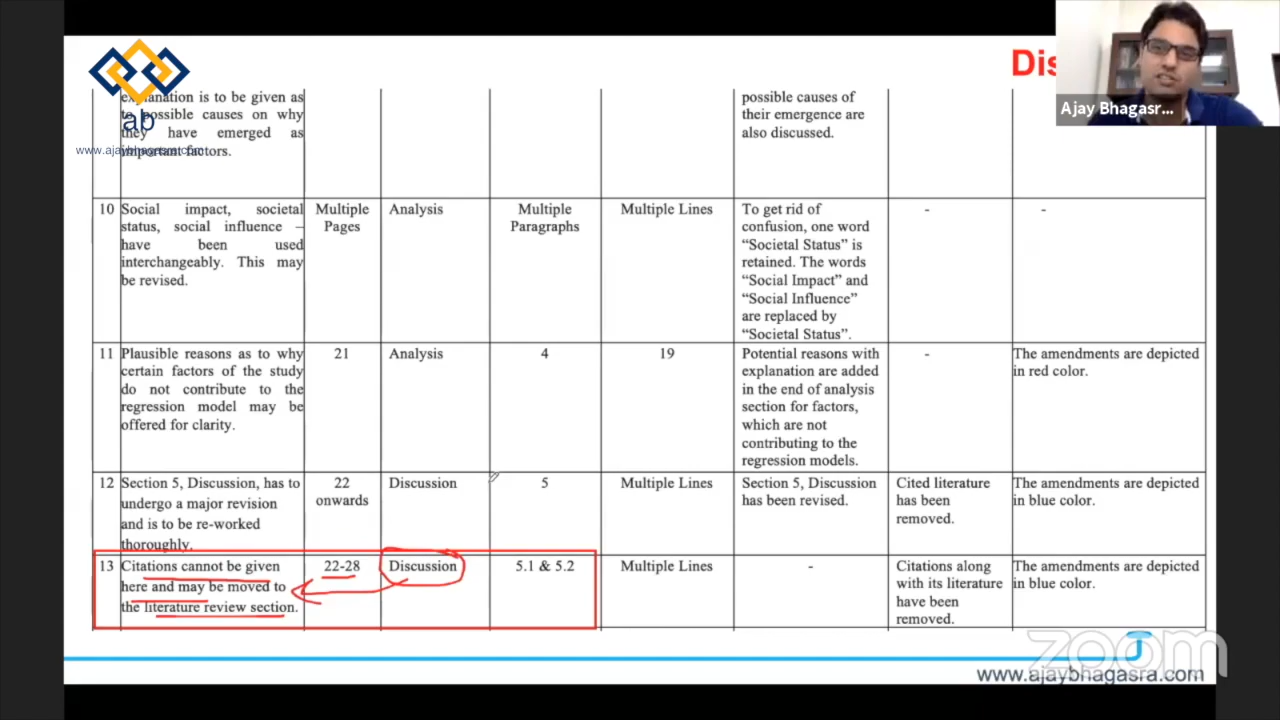 Dis
Ajay Bhagasr...
ab
www.ajaybhagasra.com
explanation is to be given as
to possible causes on why
they have emerged as
important factors.
possible causes of
their emergence are
also discussed.
10
Social impact, societal
status, social influence –
have been used
interchangeably. This may
be revised.
Multiple
Pages
Analysis
Multiple
Paragraphs
Multiple Lines
To get rid of
confusion, one word
“Societal Status” is
retained. The words
“Social Impact” and
“Social Influence”
are replaced by
“Societal Status”.
-
-
11
Plausible reasons as to why
certain factors of the study
do not contribute to the
regression model may be
offered for clarity.
21
Analysis
4
19
Potential reasons with
explanation are added
in the end of analysis
section for factors,
which are not
contributing to the
regression models.
-
The amendments are depicted
in red color.
12
Section 5, Discussion, has to
undergo a major revision
and is to be re-worked
thoroughly.
22
onwards
Discussion
5
Multiple Lines
Section 5, Discussion
has been revised.
Cited literature
has been
removed.
The amendments are depicted
in blue color.
13
Citations cannot be given
here and may be moved to
the literature review section.
22-28
Discussion
5.1 & 5.2
Multiple Lines
-
Citations along
with its literature
have been
removed.
The amendments are depicted
in blue color.
zoom
www.ajaybhagasra.com